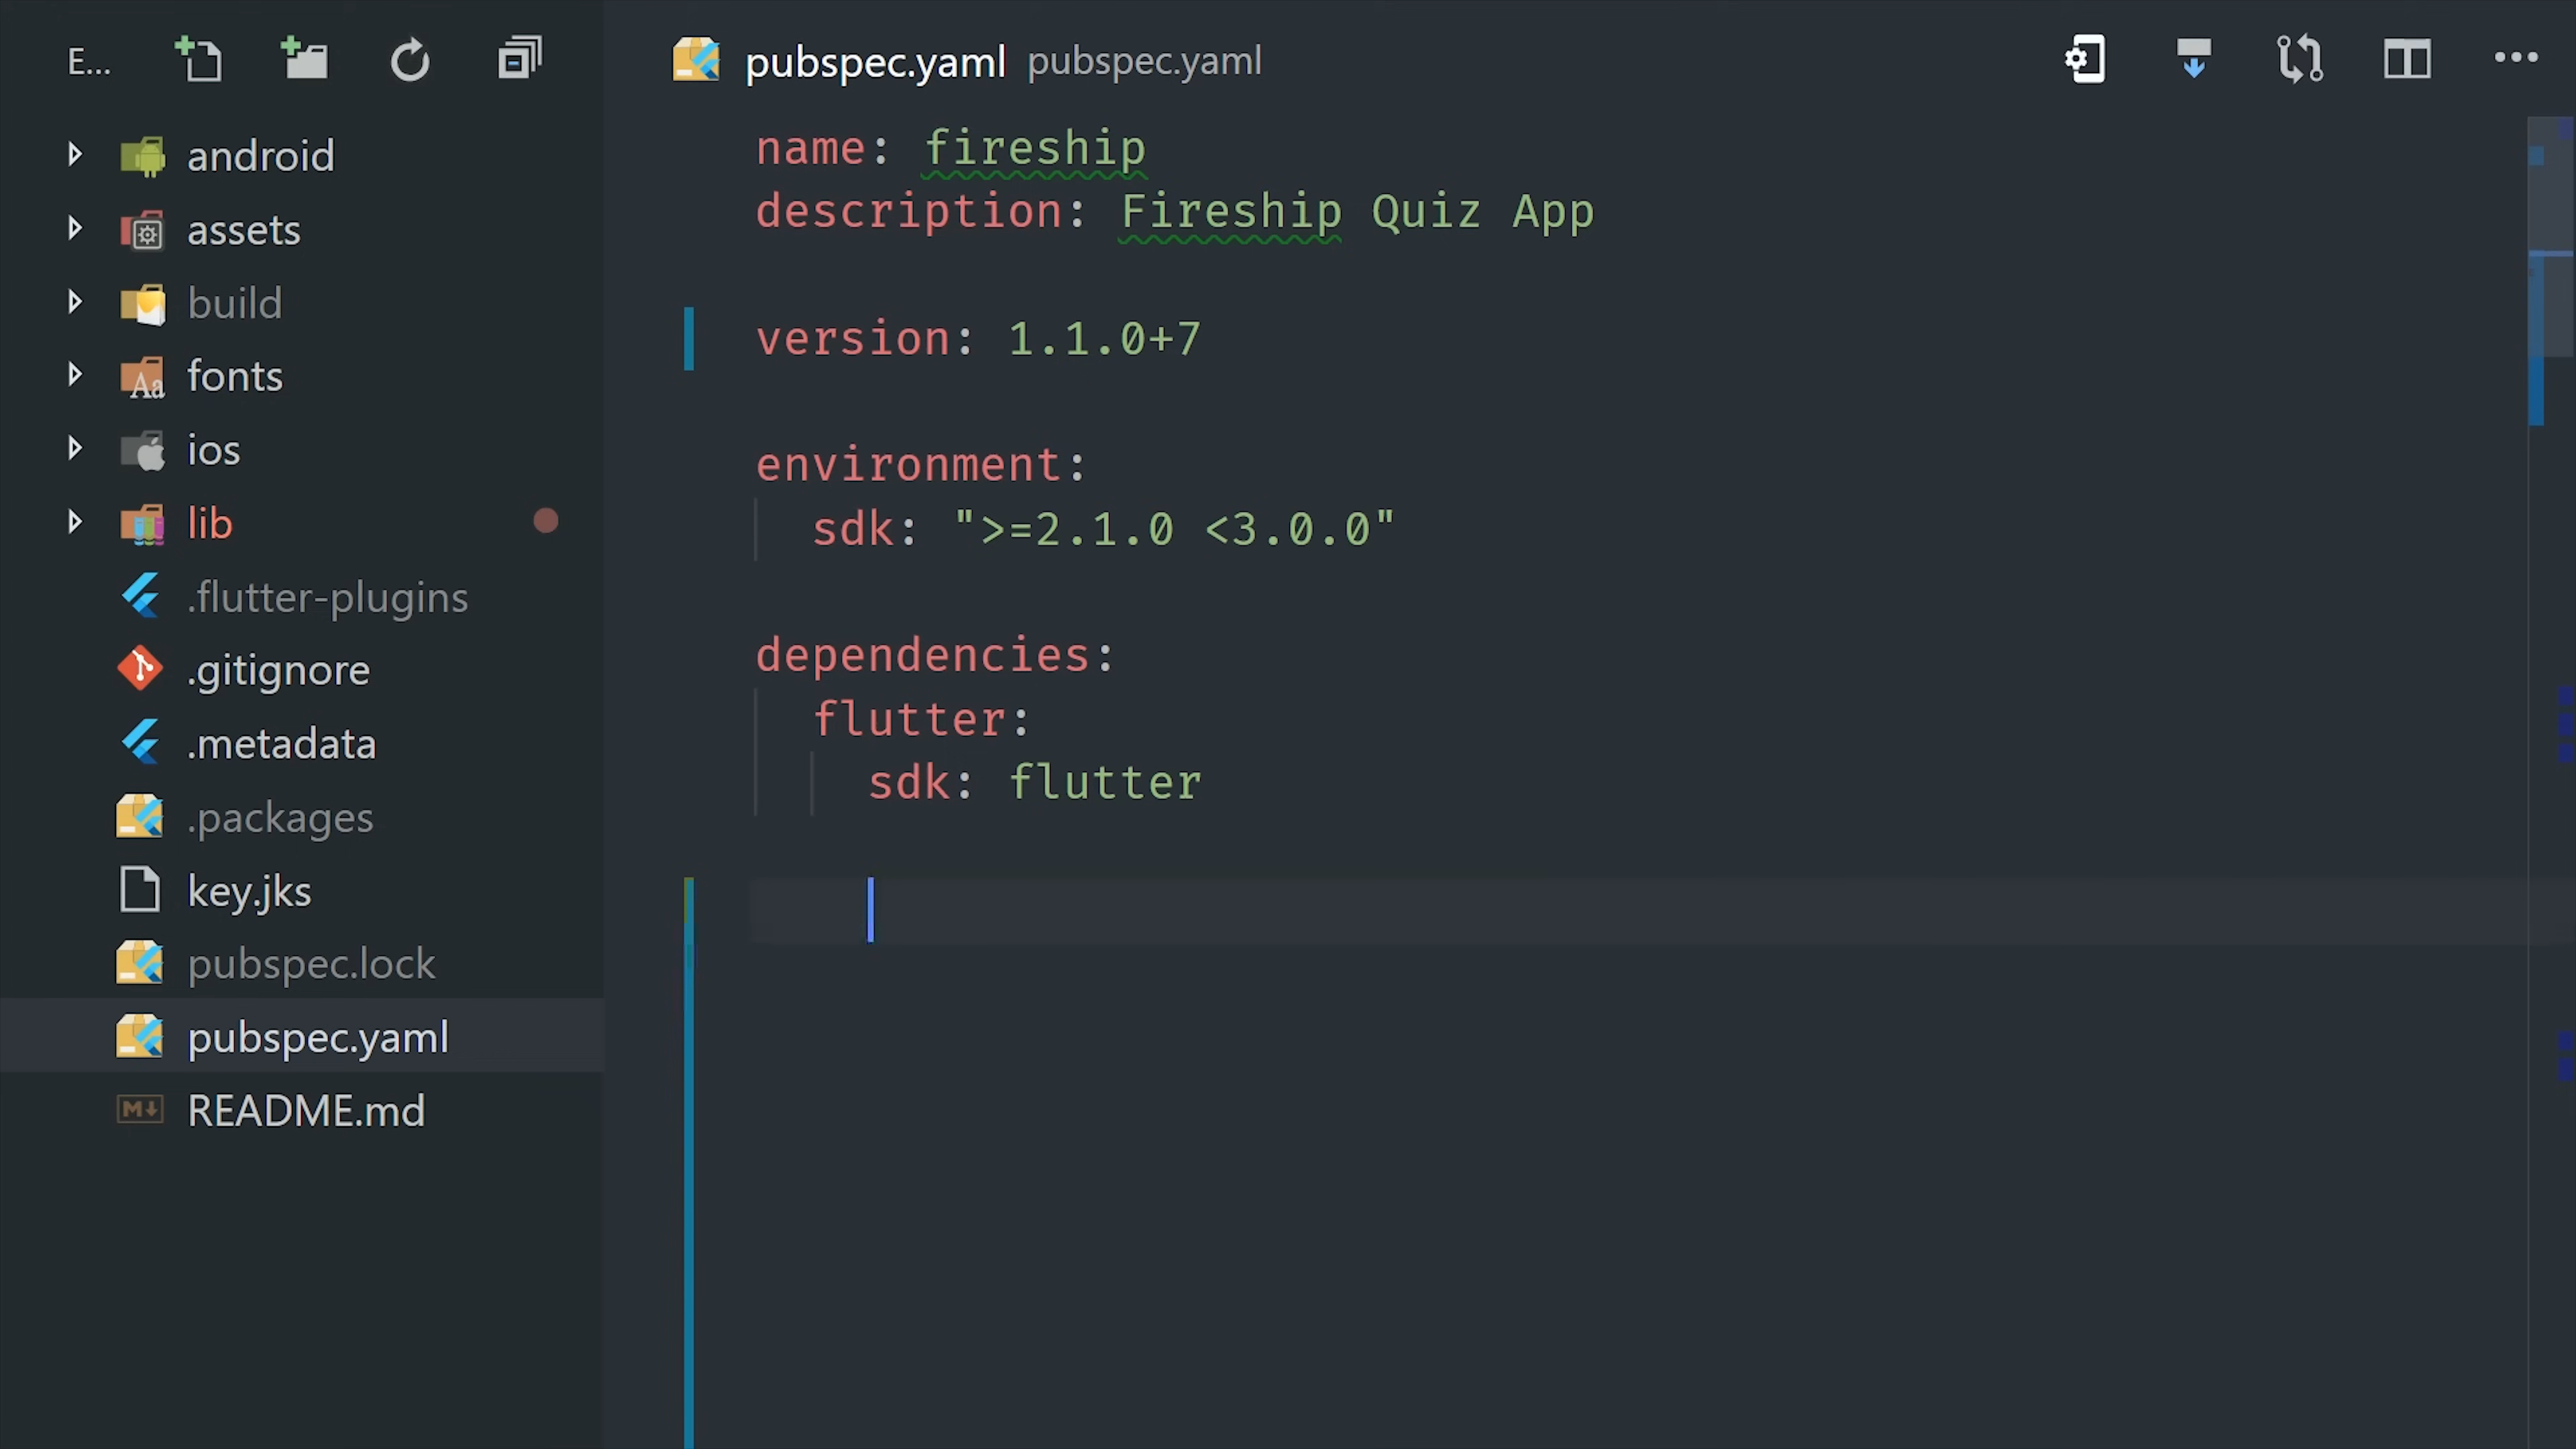 E...
android
assets
build
fonts
Aa
ios
lib
.flutter-plugins
.gitignore
.metadata
.packages
key.jks
pubspec.lock
pubspec.yaml
M
README.md
pubspec.yaml pubspec.yaml
name: fireship
description: Fireship Quiz App
version: 1.1.0+7
environment:
sdk: ">=2.1.0 <3.0.0"
dependencies:
flutter:
sdk: flutter